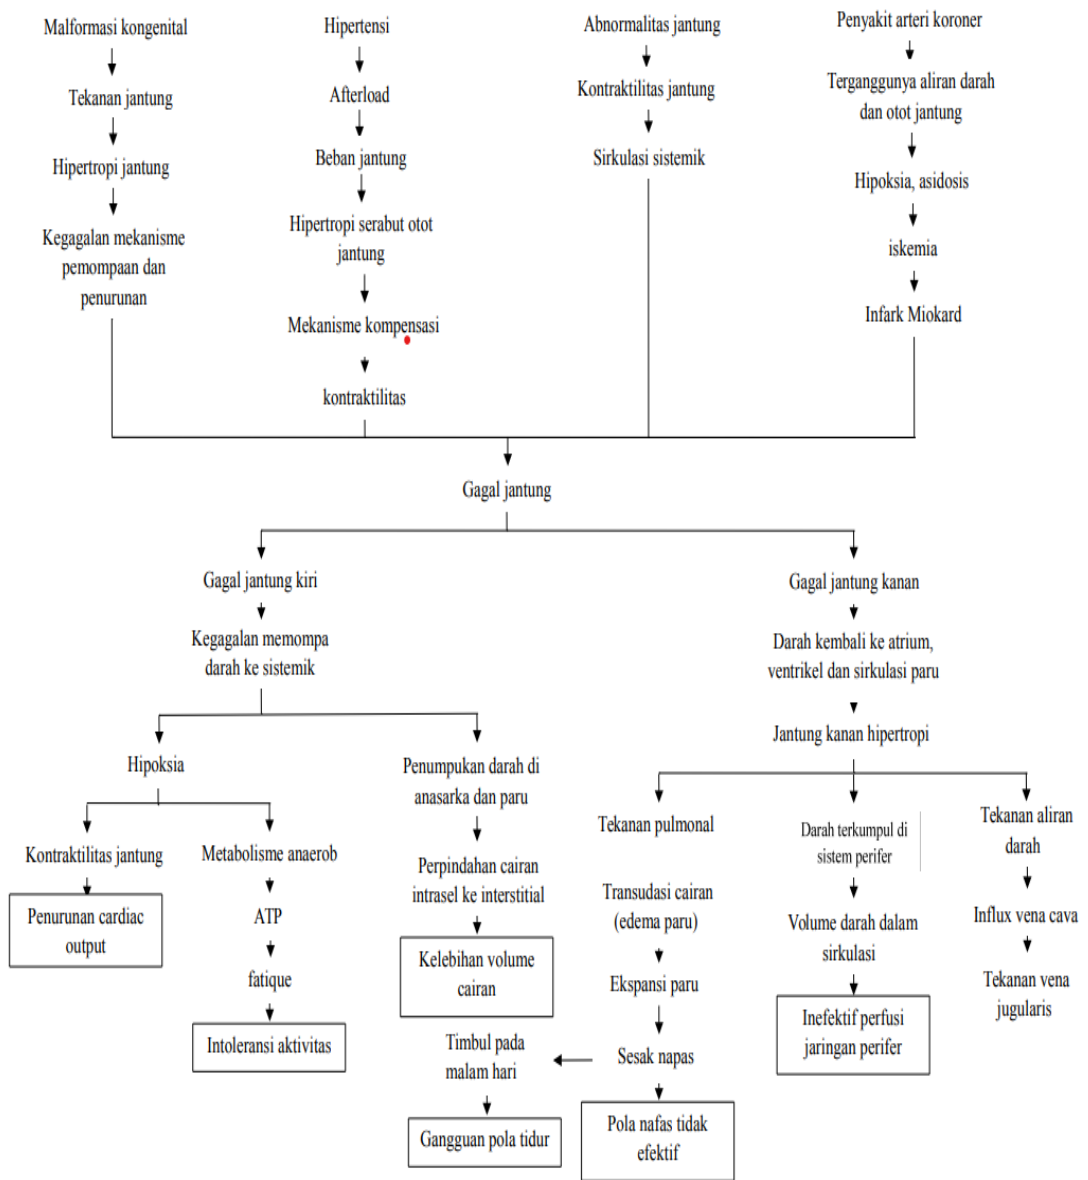 Malformasi kongenital
Tekanan jantung
Hipertropi jantung
Kegagalan mekanisme
pemompaan dan
penurunan
Hipertensi
Afterload
Beban jantung
Hipertropi serabut otot
jantung
Mekanisme kompensasi
kontraktilitas
Abnormalitas jantung
Kontraktilitas jantung
Sirkulasi sistemik
Penyakit arteri koroner
Terganggunya aliran darah
dan otot jantung
Hipoksia, asidosis
iskemia
Infark Miokard
Gagal jantung
Gagal jantung kiri
Kegagalan memompa
darah ke sistemik
Hipoksia
Kontraktilitas jantung
Penurunan cardiac
output
Metabolisme anaerob
ATP
fatique
Intoleransi aktivitas
Penumpukan darah di
anasarka dan paru
Perpindahan cairan
intrasel ke interstitial
Kelebihan volume
cairan
Gagal jantung kanan
Darah kembali ke atrium,
ventrikel dan sirkulasi paru
Jantung kanan hipertropi
Tekanan pulmonal
Transudasi cairan
(edema paru)
Ekspansi paru
Sesak napas
Pola nafas tidak
efektif
Timbul pada
malam hari
Gangguan pola tidur
Darah terkumpul di
sistem perifer
Volume darah dalam
sirkulasi
Inefektif perfusi
jaringan perifer
Tekanan aliran
darah
Influx vena cava
Tekanan vena
jugularis